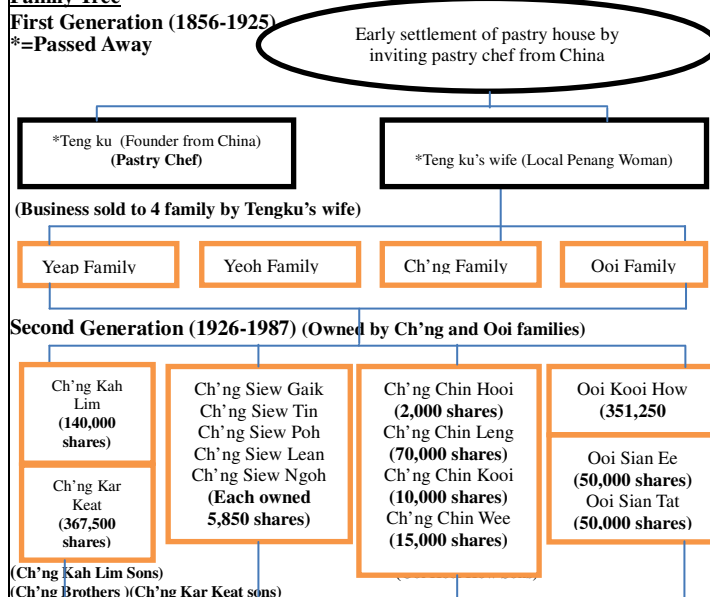 Family Tree
First Generation (1856-1925)
*=Passed Away
Early settlement of pastry house by
inviting pastry chef from China
*Teng ku (Founder from China)
(Pastry Chef)
*Teng ku's wife (Local Penang Woman)
(Business sold to 4 family by Tengku's wife)
Yeap Family
Yeoh Family
Ch'ng Family
Ooi Family
Second Generation (1926-1987) (Owned by Ch'ng and Ooi families)
Ch'ng Kah
Lim
(140,000
shares)
Ch'ng Kar
Keat
(367,500
shares)
Ch'ng Siew Gaik
Ch'ng Siew Tin
Ch'ng Siew Poh
Ch'ng Siew Lean
Ch'ng Siew Ngoh
(Each owned
5,850 shares)
Ch'ng Chin Hooi
(2,000 shares)
Ch'ng Chin Leng
(70,000 shares)
Ch'ng Chin Kooi
(10,000 shares)
Ch'ng Chin Wee
(15,000 shares)
Ooi Kooi How
(351,250
Ooi Sian Ee
(50,000 shares)
Ooi Sian Tat
(50,000 shares)
(Ch'ng Kah Lim Sons)
(Ch'ng Brothers )(Ch'ng Kar Keat sons)